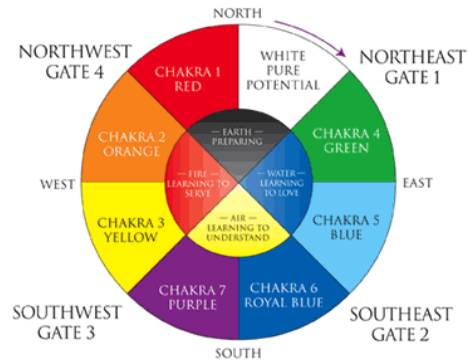 NORTH
NORTHWEST
GATE 4
NORTHEAST
GATE 1
CHAKRA 1
RED
WHITE
PURE
POTENTIAL
CHAKRA 2
ORANGE
CHAKRA 4
GREEN
— EARTH —
PREPARING
— FIRE —
LEARNING TO
SERVE
— WATER —
LEARNING
TO LOVE
WEST
EAST
— AIR —
LEARNING TO
UNDERSTAND
CHAKRA 3
YELLOW
CHAKRA 5
BLUE
CHAKRA 7
PURPLE
CHAKRA 6
ROYAL BLUE
SOUTHWEST
GATE 3
SOUTHEAST
GATE 2
SOUTH